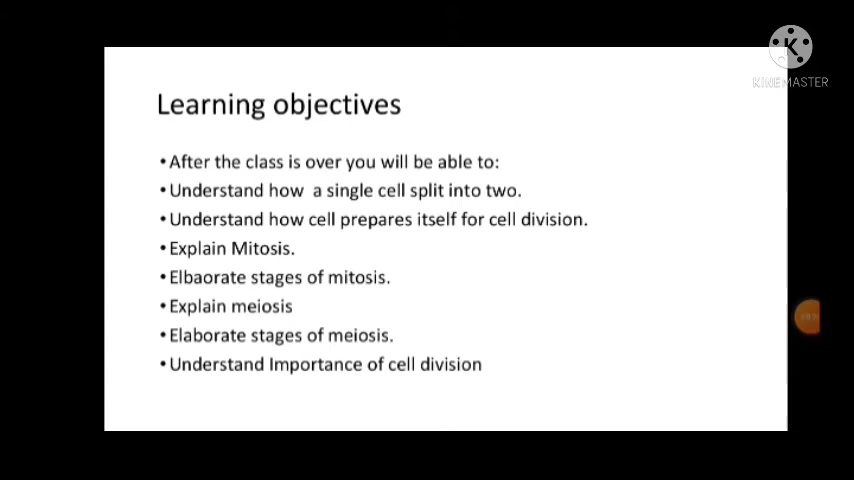 KINEMASTER
Learning objectives
•After the class is over you will be able to:
•Understand how  a single cell split into two.
•Understand how cell prepares itself for cell division.
•Explain Mitosis.
•Elbaorate stages of mitosis.
•Explain meiosis
•Elaborate stages of meiosis.
•Understand Importance of cell division